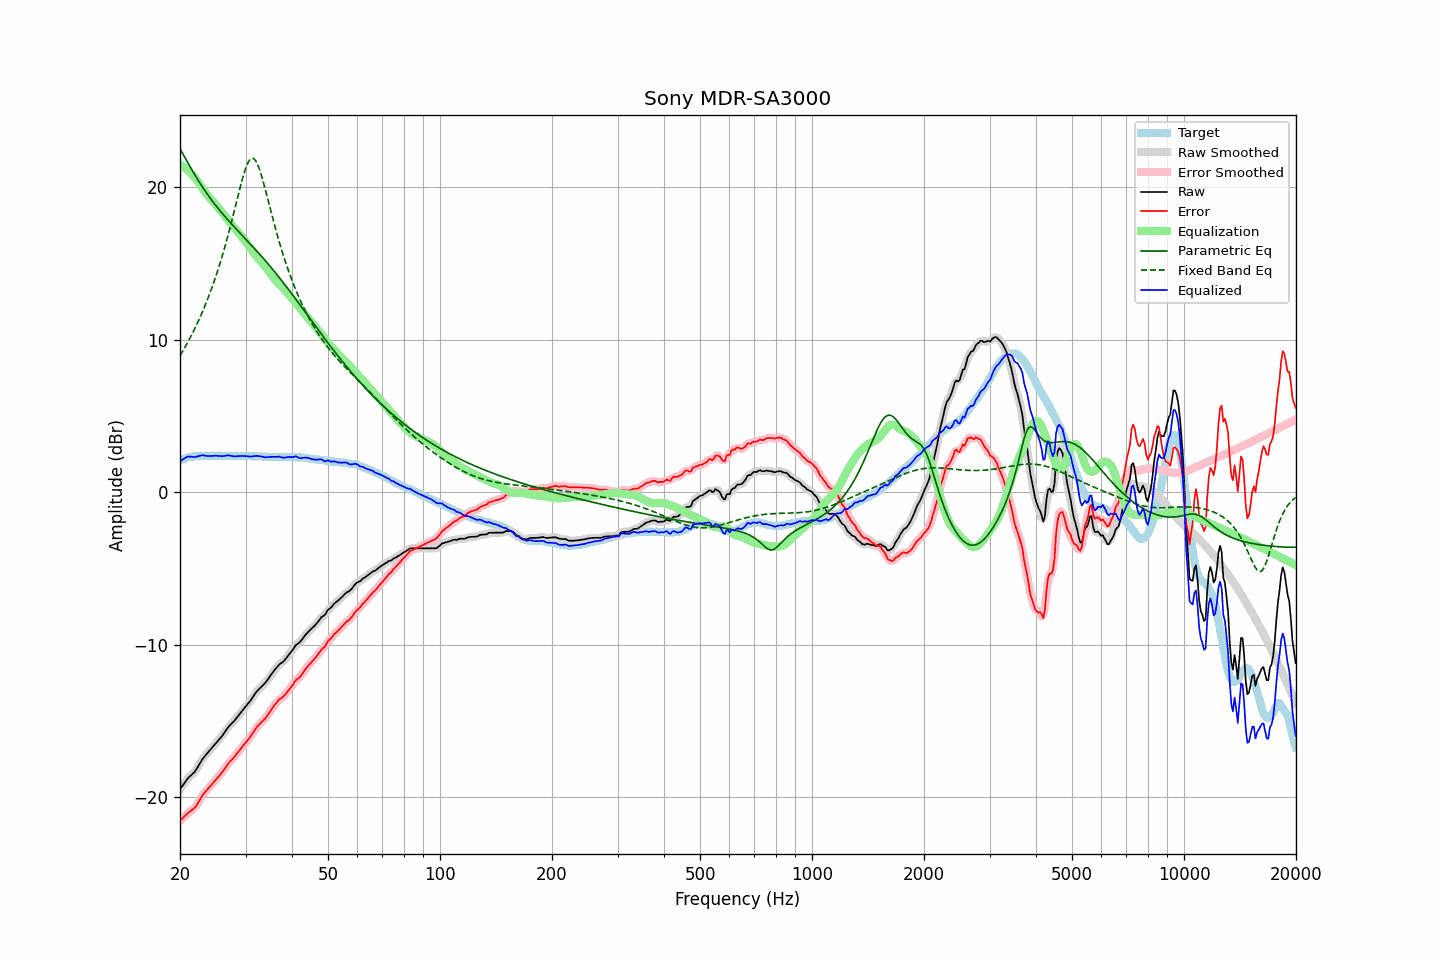 Sony MDR-SA3000
Target
Raw Smoothed
Error Smoothed
Raw
Error
Equalization
Parametric Eq
Fixed Band Eq
Equalized
Amplitude (dBr)
20
10
0
−10
−20
20 50 100 200 500 1000 2000 5000 10000 20000
Frequency (Hz)